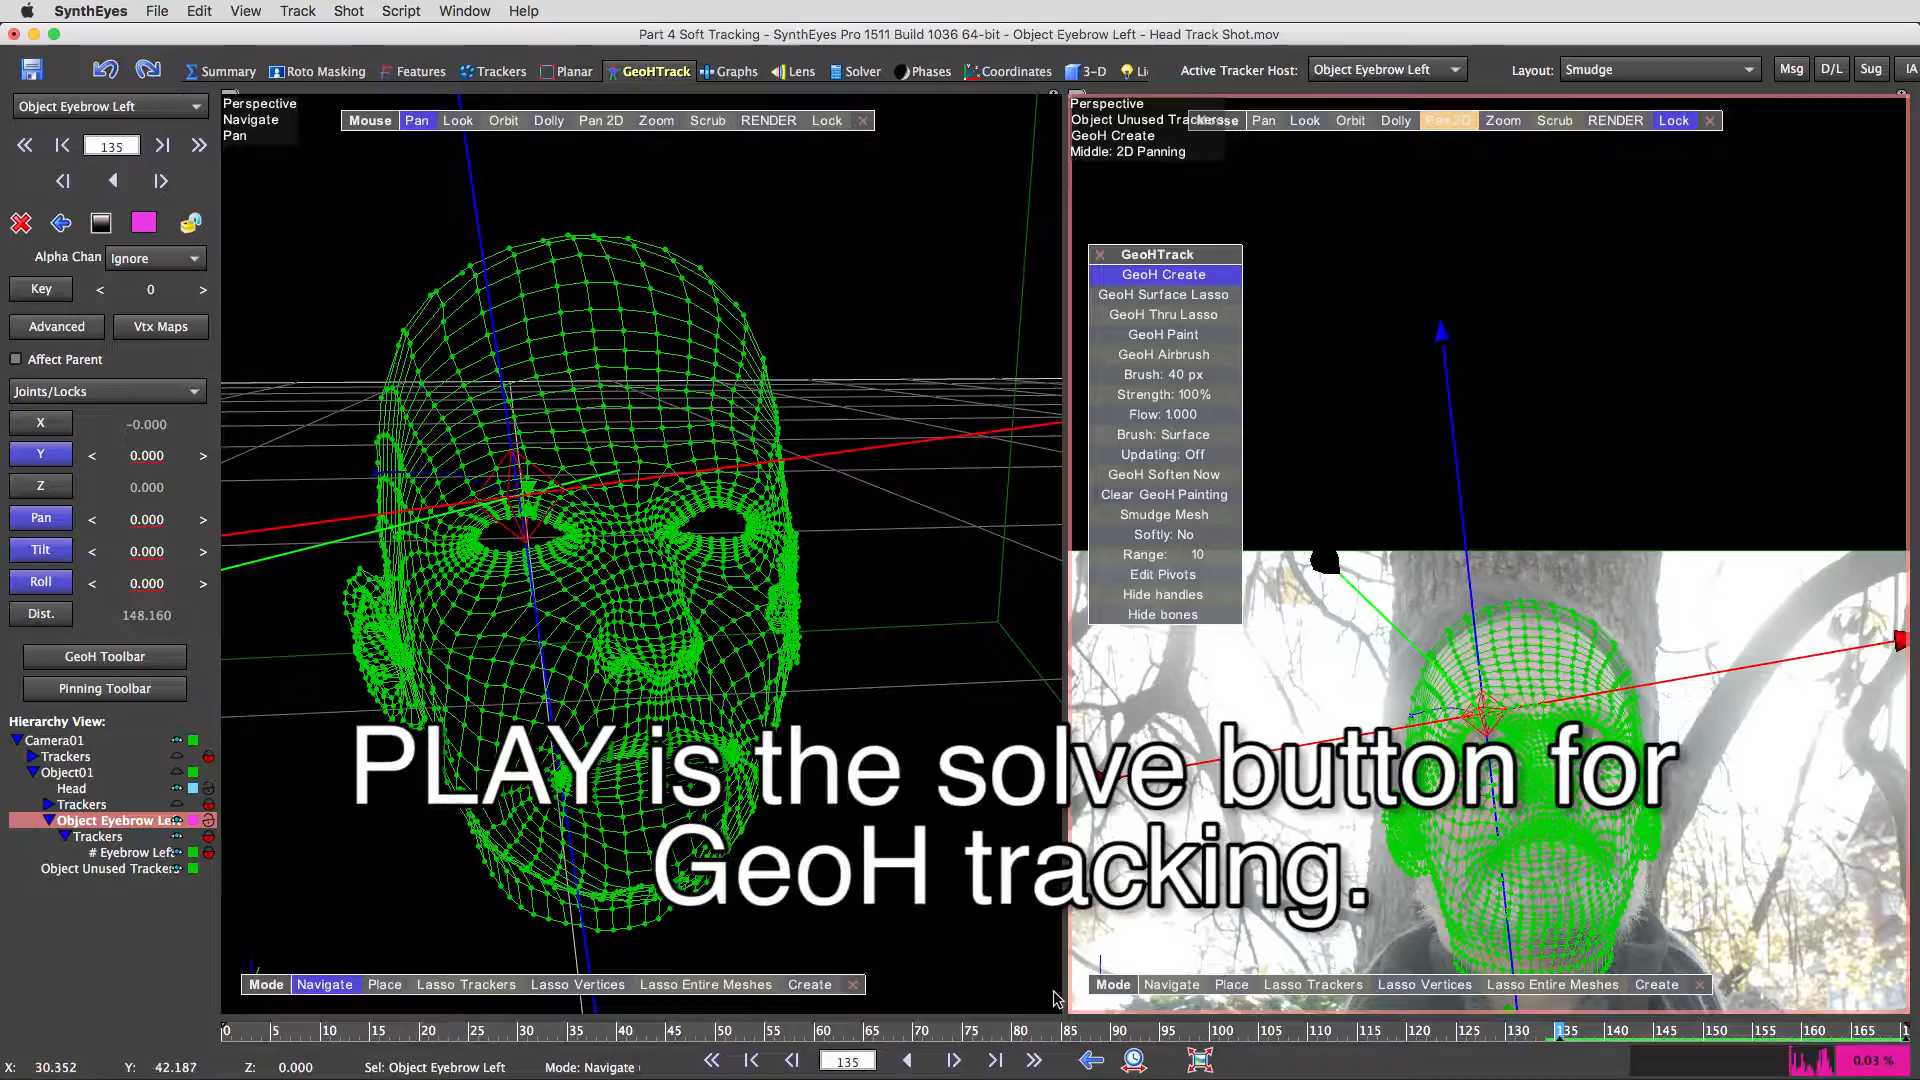 SynthEyes File Edit View Track Shot Script Window Help
Part 4 Soft Tracking - SynthEyes Pro 1511 Build 1036 64-bit - Object Eyebrow Left - Head Track Shot.mov
Summary Roto Masking Features Trackers Planar GeoHTrack Graphs Lens Solver Phases Coordinates 3-D Li
Active Tracker Host: Object Eyebrow Left Layout: Smudge Msg D/L Sug IA
Object Eyebrow Left
135
Alpha Chan Ignore
Key < 0 >
Advanced Vtx Maps
Affect Parent
Joints/Locks
X -0.000
Y < 0.000 >
Z 0.000
Pan < 0.000 >
Tilt < 0.000 >
Roll < 0.000 >
Dist. 148.160
GeoH Toolbar
Pinning Toolbar
Hierarchy View:
Camera01
Trackers
Object01
Head
Trackers
Object Eyebrow Le
Trackers
# Eyebrow Left
Object Unused Tracker
Perspective
Navigate
Pan
Mouse Pan Look Orbit Dolly Pan 2D Zoom Scrub RENDER Lock
Perspective
Object Unused Trackers
GeoH Create
Middle: 2D Panning
Pan Look Orbit Dolly Pan 2D Zoom Scrub RENDER Lock
GeoHTrack
GeoH Create
GeoH Surface Lasso
GeoH Thru Lasso
GeoH Paint
GeoH Airbrush
Brush: 40 px
Strength: 100%
Flow: 1.000
Brush: Surface
Updating: Off
GeoH Soften Now
Clear GeoH Painting
Smudge Mesh
Softly: No
Range: 10
Edit Pivots
Hide handles
Hide bones
PLAY is the solve button for
GeoH tracking.
Mode Navigate Place Lasso Trackers Lasso Vertices Lasso Entire Meshes Create
Mode Navigate Place Lasso Trackers Lasso Vertices Lasso Entire Meshes Create
0 5 10 15 20 25 30 35 40 45 50 55 60 65 70 75 80 85 90 95 100 105 110 115 120 125 130 135 140 145 150 155 160 165
X: 30.352 Y: 42.187 Z: 0.000 Sel: Object Eyebrow Left Mode: Navigate 135 0.03 %